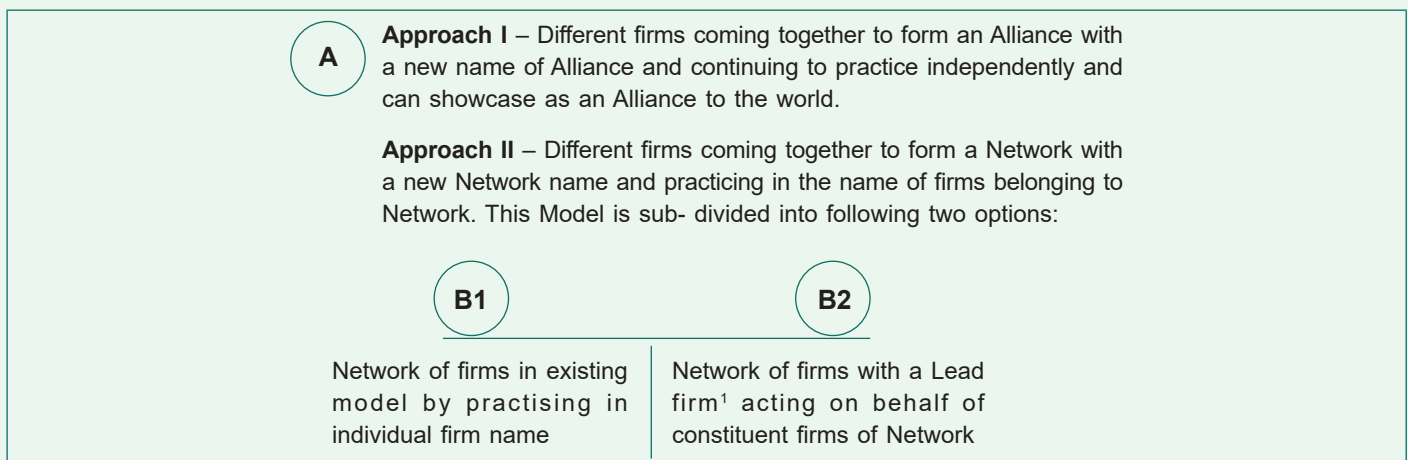 A
Approach I – Different firms coming together to form an Alliance with
a new name of Alliance and continuing to practice independently and
can showcase as an Alliance to the world.
Approach II – Different firms coming together to form a Network with
a new Network name and practicing in the name of firms belonging to
Network. This Model is sub- divided into following two options:
B1
Network of firms in existing
model by practising in
individual firm name
B2
Network of firms with a Lead
firm¹ acting on behalf of
constituent firms of Network